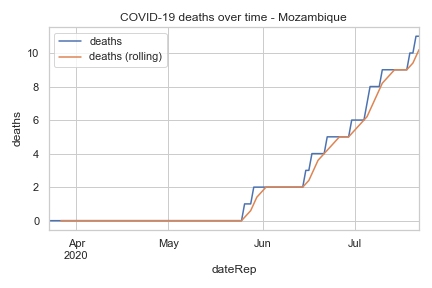 COVID-19 deaths over time - Mozambique
deaths
deaths (rolling)
10
8
6
4
2
0
deaths
Apr
2020
May
Jun
Jul
dateRep